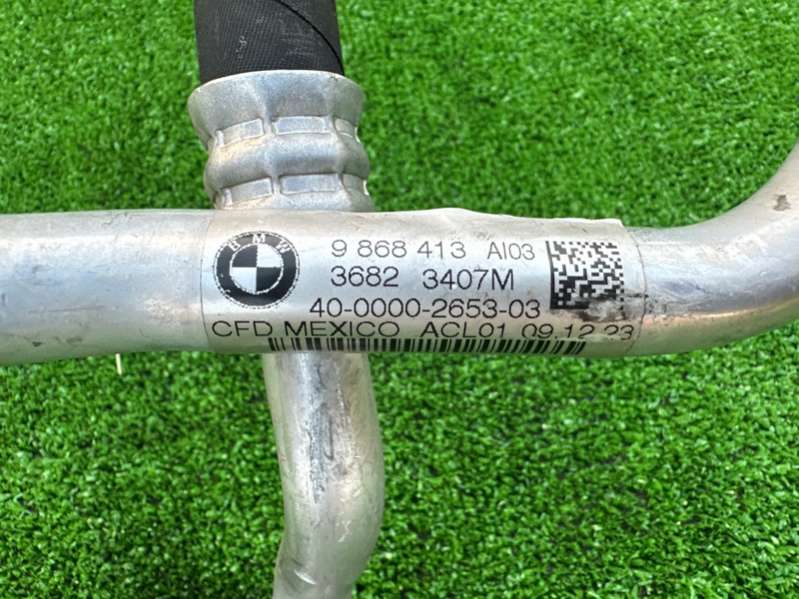 BMW
9 868 413 AI03
3682 3407M
40-0000-2653-03
CFD MEXICO ACL01 09.12.23